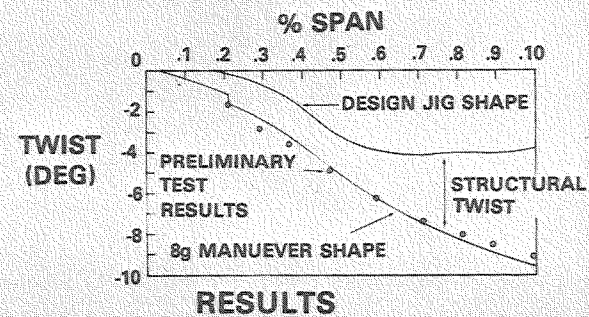 % SPAN
0 .1 .2 .3 .4 .5 .6 .7 .8 .9 .10
-2
-4
-6
-8
-10
TWIST
(DEG)
DESIGN JIG SHAPE
PRELIMINARY
TEST
RESULTS
STRUCTURAL
TWIST
8g MANUEVER SHAPE
RESULTS